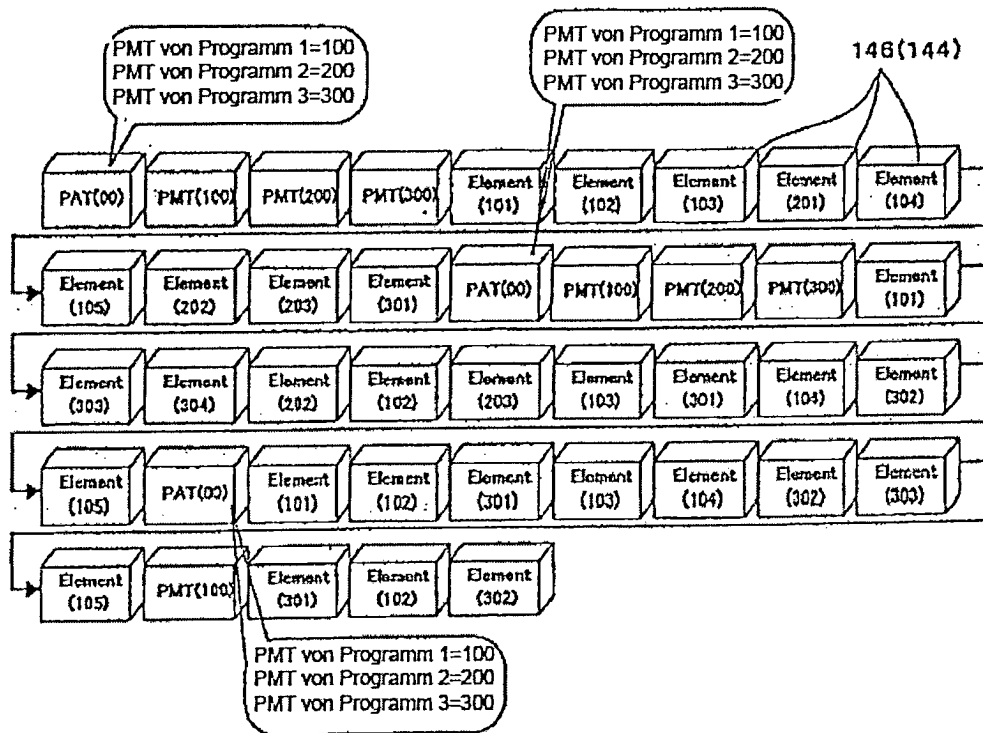 PMT von Programm 1=100
PMT von Programm 2=200
PMT von Programm 3=300
PMT von Programm 1=100
PMT von Programm 2=200
PMT von Programm 3=300
146(144)
PAT(00) PMT(100) PMT(200) PMT(300) Element (101) Element (102) Element (103) Element (201) Element (104)
Element (105) Element (202) Element (203) Element (301) PAT(00) PMT(100) PMT(200) PMT(300) Element (101)
Element (303) Element (304) Element (202) Element (102) Element (203) Element (103) Element (301) Element (104) Element (302)
Element (105) PAT(00) Element (101) Element (102) Element (301) Element (103) Element (104) Element (302) Element (303)
Element (105) PMT(100) Element (301) Element (102) Element (302)
PMT von Programm 1=100
PMT von Programm 2=200
PMT von Programm 3=300